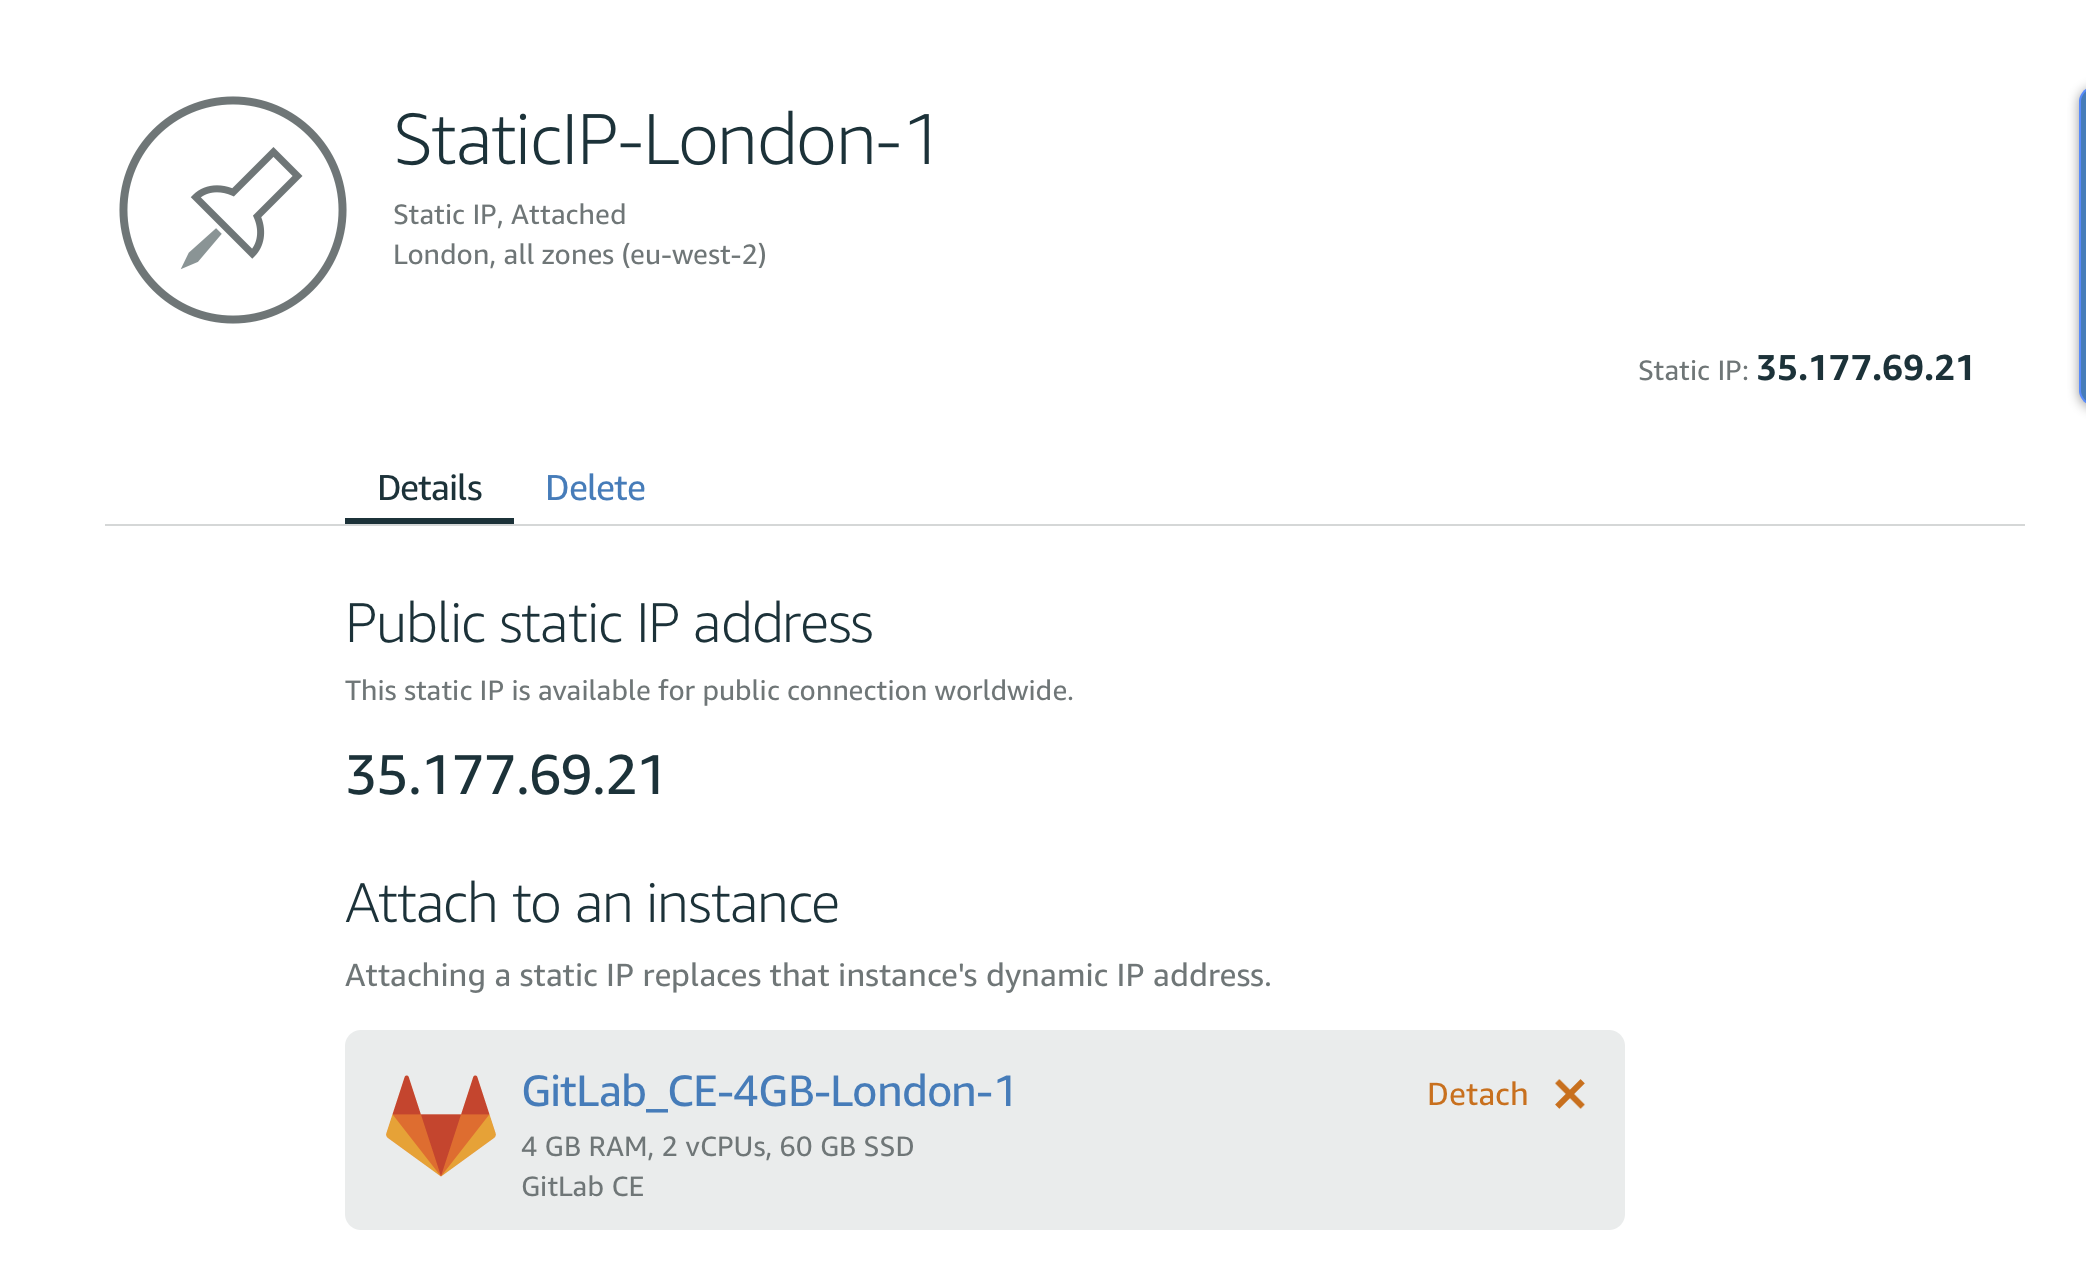 StaticIP-London-1
Static IP, Attached
London, all zones (eu-west-2)
Static IP: 35.177.69.21
Details Delete
Public static IP address
This static IP is available for public connection worldwide.
35.177.69.21
Attach to an instance
Attaching a static IP replaces that instance's dynamic IP address.
GitLab_CE-4GB-London-1
Detach
4 GB RAM, 2 vCPUs, 60 GB SSD
GitLab CE